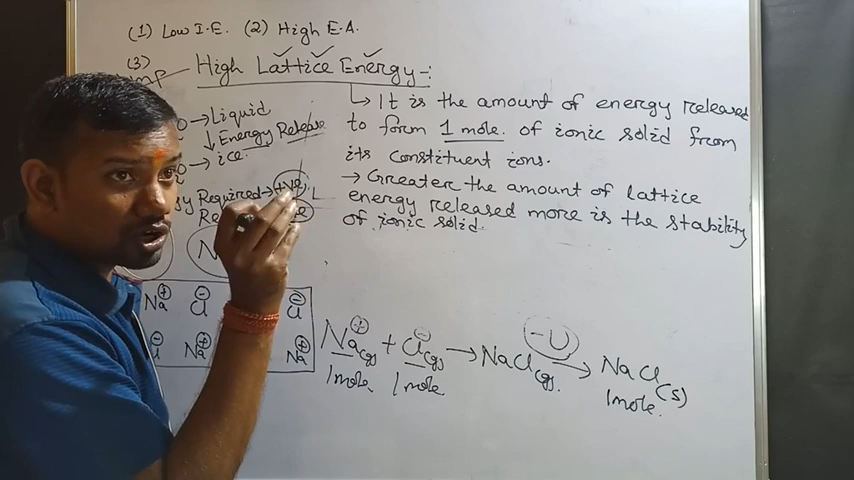 (1) Low I.E. (2) High E.A.
(3)
Imp High Lattice Energy-:
→ Liquid
↓ Energy Release
→ ice.
Required → +Ve
↳ It is the amount of energy released
to form 1 mole. of ionic solid from
its constituent ions.
→ Greater the amount of lattice
energy released more is the stability
of ionic solid.
Na⊕ Cl⊖ Cl⊖
Na⊕ Na⊕
Na⊕(g) + Cl⊖(g) → NaCl(g) -U → NaCl(s)
1mole 1mole 1mole.